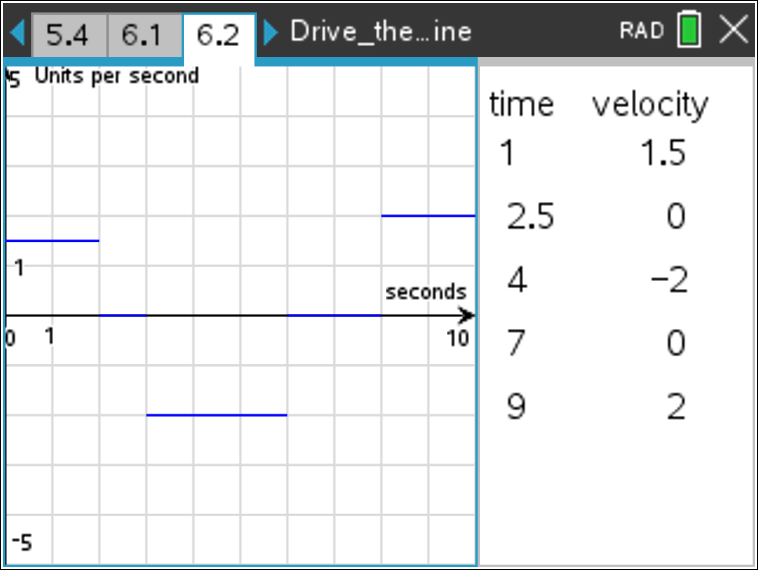 5.4 6.1 6.2 Drive_the...ine RAD
5 Units per second
1
seconds
0 1 10
-5
time velocity
1 1.5
2.5 0
4 −2
7 0
9 2